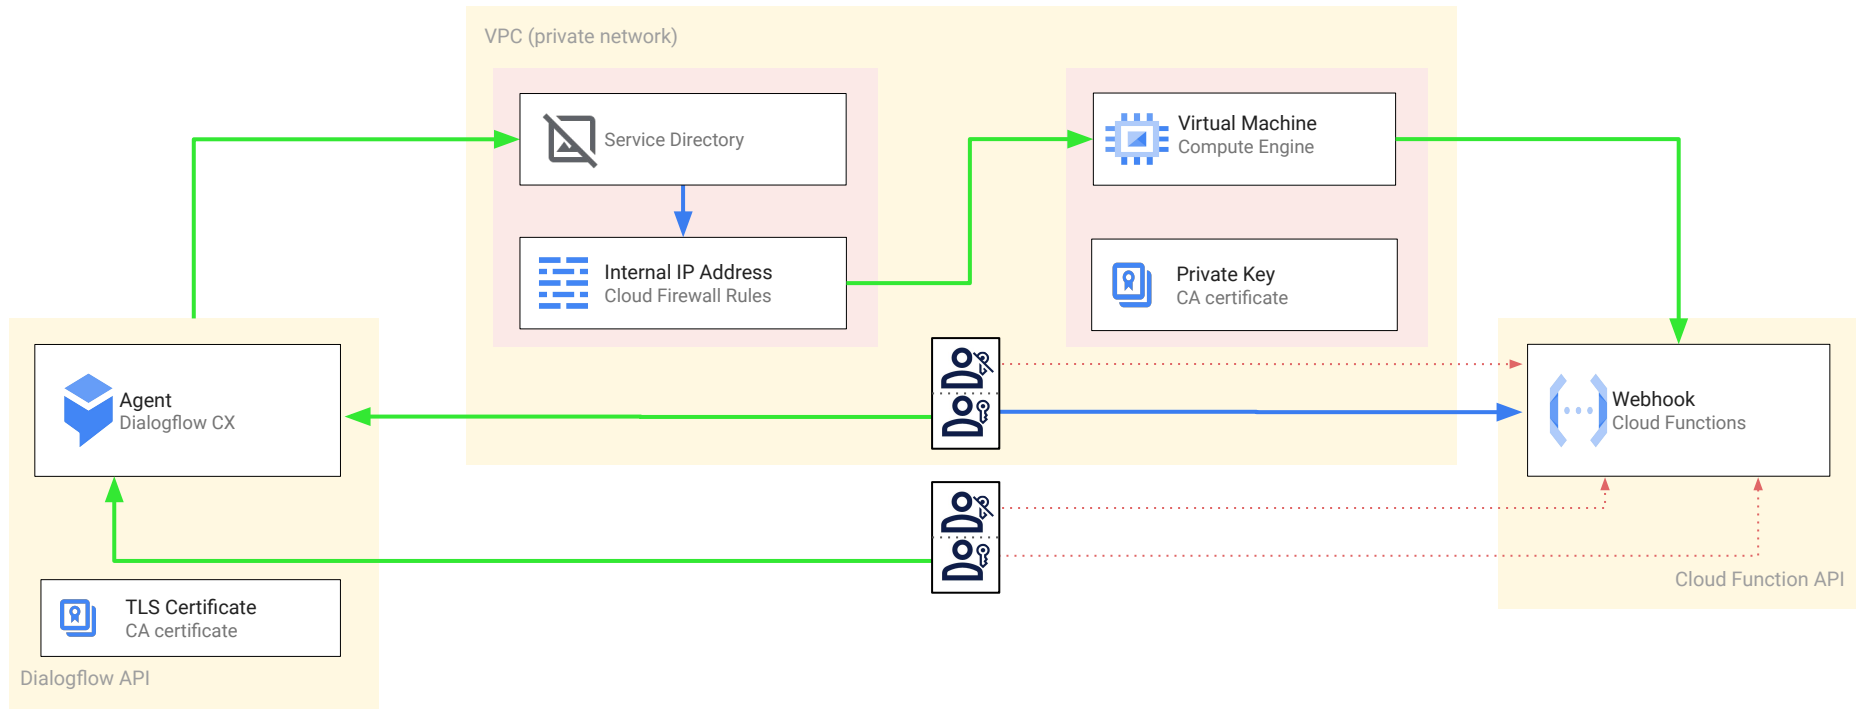 VPC (private network)
Service Directory
Virtual Machine
Compute Engine
Internal IP Address
Cloud Firewall Rules
Private Key
CA certificate
Agent
Dialogflow CX
Webhook
Cloud Functions
TLS Certificate
CA certificate
Cloud Function API
Dialogflow API